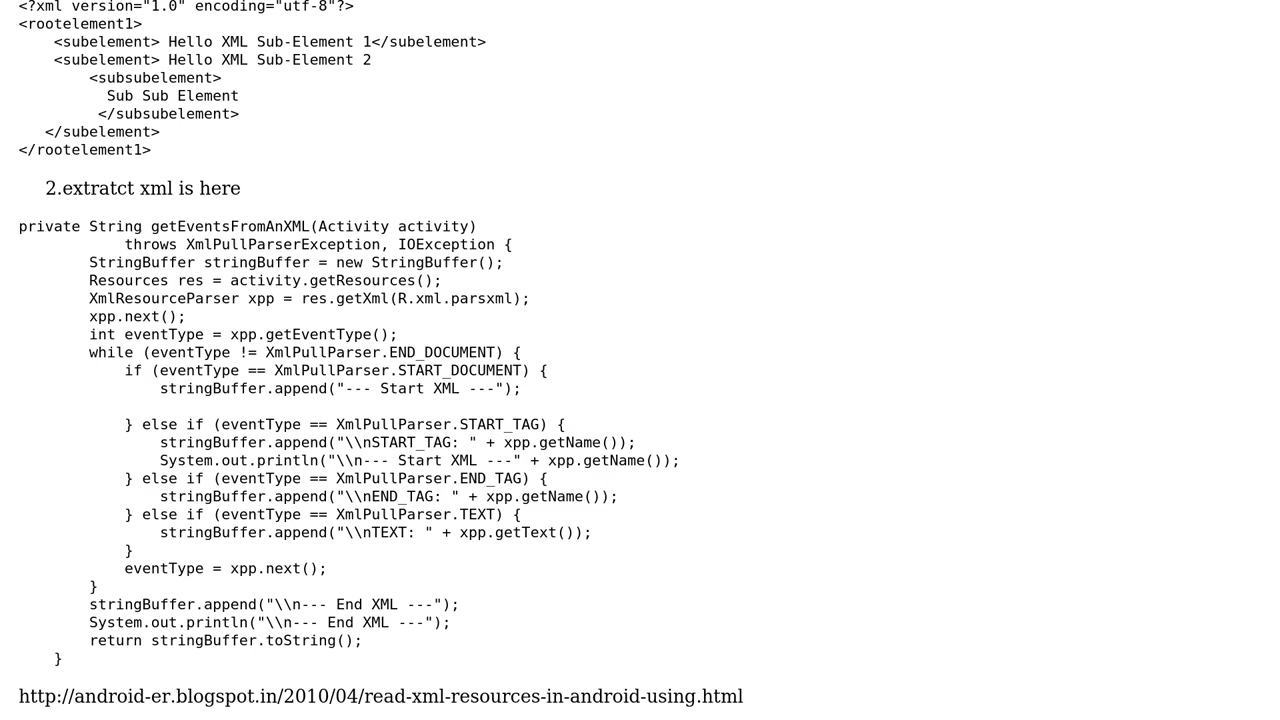 <?xml version="1.0" encoding="utf-8"?>
<rootelement1>
    <subelement> Hello XML Sub-Element 1</subelement>
    <subelement> Hello XML Sub-Element 2
        <subsubelement>
          Sub Sub Element
         </subsubelement>
   </subelement>
</rootelement1>
2.extratct xml is here
private String getEventsFromAnXML(Activity activity)
            throws XmlPullParserException, IOException {
        StringBuffer stringBuffer = new StringBuffer();
        Resources res = activity.getResources();
        XmlResourceParser xpp = res.getXml(R.xml.parsxml);
        xpp.next();
        int eventType = xpp.getEventType();
        while (eventType != XmlPullParser.END_DOCUMENT) {
            if (eventType == XmlPullParser.START_DOCUMENT) {
                stringBuffer.append("--- Start XML ---");
            } else if (eventType == XmlPullParser.START_TAG) {
                stringBuffer.append("\\nSTART_TAG: " + xpp.getName());
                System.out.println("\\n--- Start XML ---" + xpp.getName());
            } else if (eventType == XmlPullParser.END_TAG) {
                stringBuffer.append("\\nEND_TAG: " + xpp.getName());
            } else if (eventType == XmlPullParser.TEXT) {
                stringBuffer.append("\\nTEXT: " + xpp.getText());
            }
            eventType = xpp.next();
        }
        stringBuffer.append("\\n--- End XML ---");
        System.out.println("\\n--- End XML ---");
        return stringBuffer.toString();
    }
http://android-er.blogspot.in/2010/04/read-xml-resources-in-android-using.html